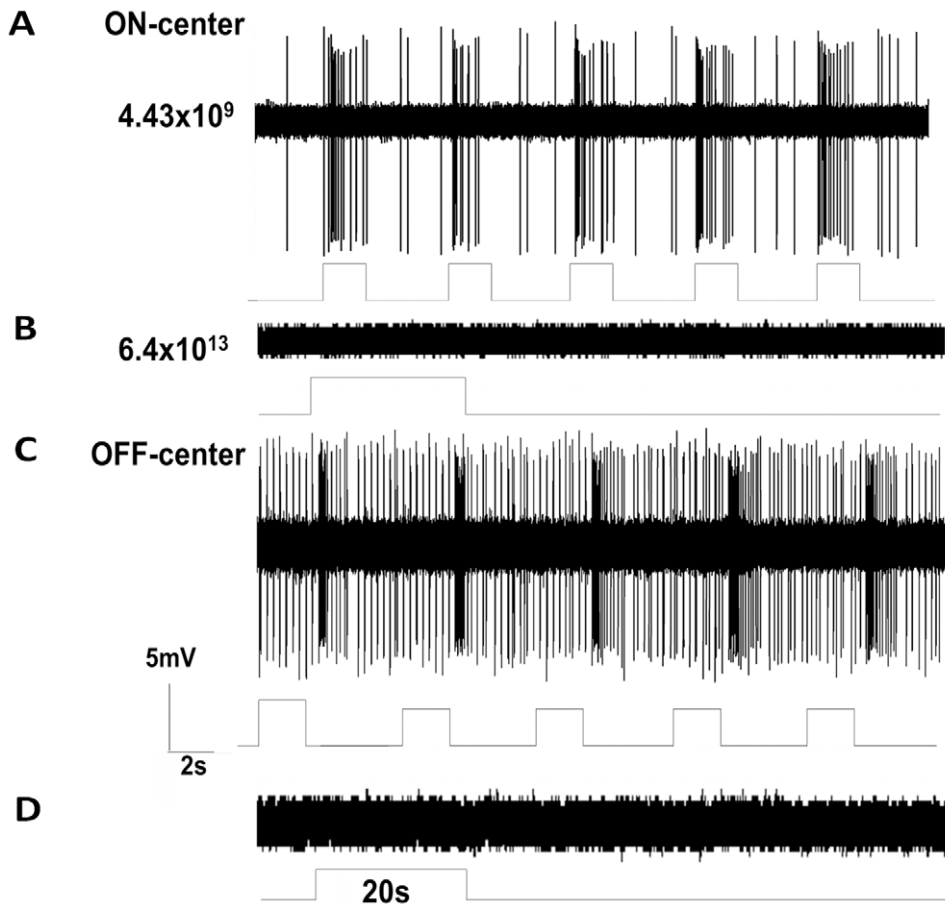 A ON-center
4.43x10⁹
B
6.4x10¹³
C OFF-center
5mV
2s
D
20s